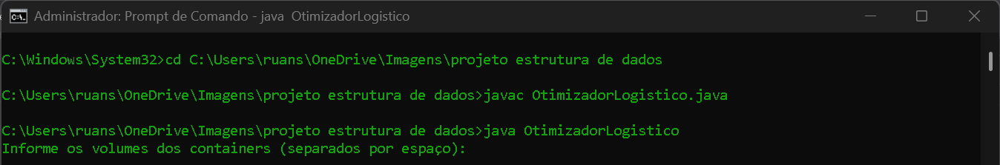 Administrador: Prompt de Comando - java  OtimizadorLogistico
C:\Windows\System32>cd C:\Users\ruans\OneDrive\Imagens\projeto estrutura de dados
C:\Users\ruans\OneDrive\Imagens\projeto estrutura de dados>javac OtimizadorLogistico.java
C:\Users\ruans\OneDrive\Imagens\projeto estrutura de dados>java OtimizadorLogistico
Informe os volumes dos containers (separados por espaço):